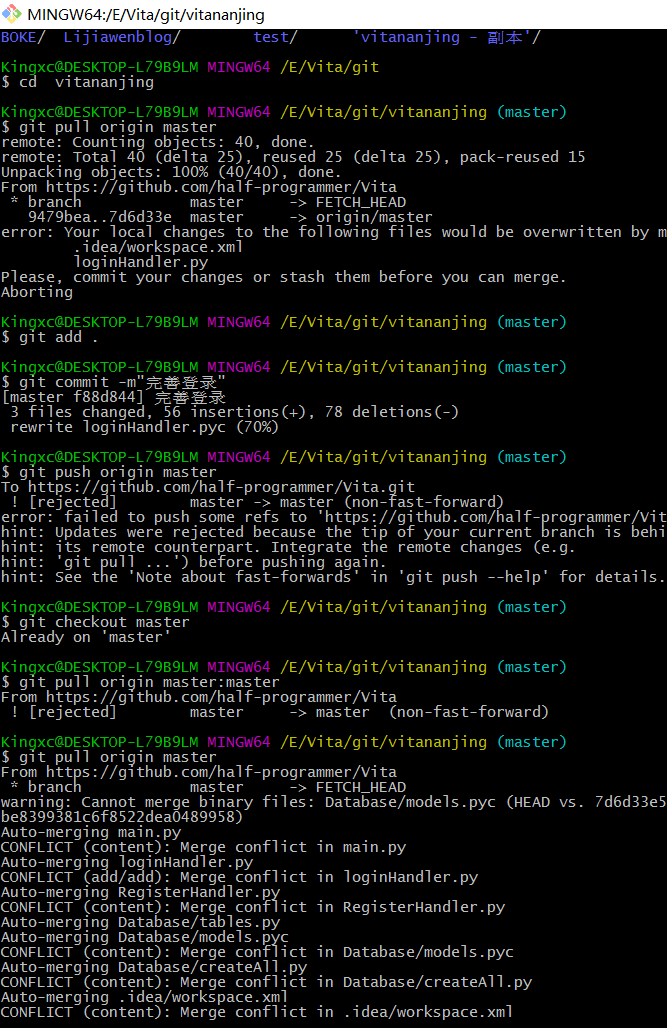 MINGW64:/E/Vita/git/vitananjing
BOKE/  Lijiawenblog/        test/      'vitananjing - 副本'/
Kingxc@DESKTOP-L79B9LM MINGW64 /E/Vita/git
$ cd  vitananjing
Kingxc@DESKTOP-L79B9LM MINGW64 /E/Vita/git/vitananjing (master)
$ git pull origin master
remote: Counting objects: 40, done.
remote: Total 40 (delta 25), reused 25 (delta 25), pack-reused 15
Unpacking objects: 100% (40/40), done.
From https://github.com/half-programmer/Vita
 * branch            master     -> FETCH_HEAD
   9479bea..7d6d33e  master     -> origin/master
error: Your local changes to the following files would be overwritten by m
        .idea/workspace.xml
        loginHandler.py
Please, commit your changes or stash them before you can merge.
Aborting
Kingxc@DESKTOP-L79B9LM MINGW64 /E/Vita/git/vitananjing (master)
$ git add .
Kingxc@DESKTOP-L79B9LM MINGW64 /E/Vita/git/vitananjing (master)
$ git commit -m"完善登录"
[master f88d844] 完善登录
 3 files changed, 56 insertions(+), 78 deletions(-)
 rewrite loginHandler.pyc (70%)
Kingxc@DESKTOP-L79B9LM MINGW64 /E/Vita/git/vitananjing (master)
$ git push origin master
To https://github.com/half-programmer/Vita.git
 ! [rejected]        master -> master (non-fast-forward)
error: failed to push some refs to 'https://github.com/half-programmer/Vit
hint: Updates were rejected because the tip of your current branch is behi
hint: its remote counterpart. Integrate the remote changes (e.g.
hint: 'git pull ...') before pushing again.
hint: See the 'Note about fast-forwards' in 'git push --help' for details.
Kingxc@DESKTOP-L79B9LM MINGW64 /E/Vita/git/vitananjing (master)
$ git checkout master
Already on 'master'
Kingxc@DESKTOP-L79B9LM MINGW64 /E/Vita/git/vitananjing (master)
$ git pull origin master:master
From https://github.com/half-programmer/Vita
 ! [rejected]        master     -> master  (non-fast-forward)
Kingxc@DESKTOP-L79B9LM MINGW64 /E/Vita/git/vitananjing (master)
$ git pull origin master
From https://github.com/half-programmer/Vita
 * branch            master     -> FETCH_HEAD
warning: Cannot merge binary files: Database/models.pyc (HEAD vs. 7d6d33e5
be8399381c6f8522dea0489958)
Auto-merging main.py
CONFLICT (content): Merge conflict in main.py
Auto-merging loginHandler.py
CONFLICT (add/add): Merge conflict in loginHandler.py
Auto-merging RegisterHandler.py
CONFLICT (content): Merge conflict in RegisterHandler.py
Auto-merging Database/tables.py
Auto-merging Database/models.pyc
CONFLICT (content): Merge conflict in Database/models.pyc
Auto-merging Database/createAll.py
CONFLICT (content): Merge conflict in Database/createAll.py
Auto-merging .idea/workspace.xml
CONFLICT (content): Merge conflict in .idea/workspace.xml